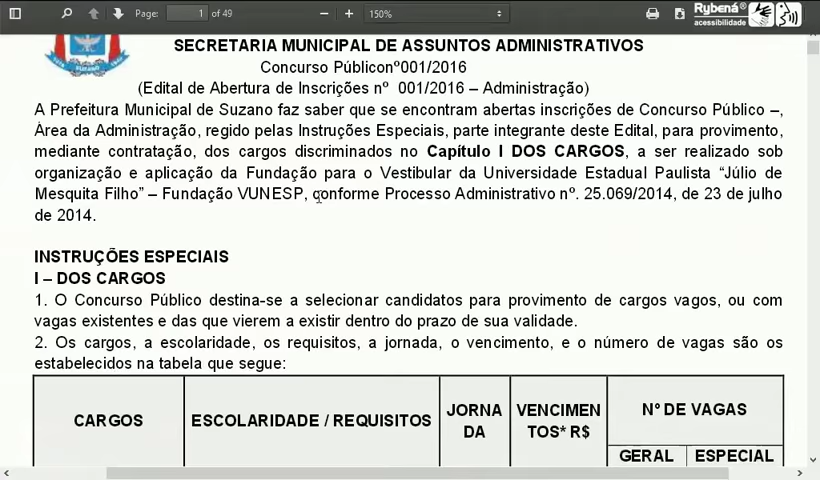 Page: 1 of 49
150%
Rybená®
acessibilidade
SECRETARIA MUNICIPAL DE ASSUNTOS ADMINISTRATIVOS
Concurso Públiconº001/2016
(Edital de Abertura de Inscrições nº 001/2016 – Administração)
A Prefeitura Municipal de Suzano faz saber que se encontram abertas inscrições de Concurso Público –,
Área da Administração, regido pelas Instruções Especiais, parte integrante deste Edital, para provimento,
mediante contratação, dos cargos discriminados no Capítulo I DOS CARGOS, a ser realizado sob
organização e aplicação da Fundação para o Vestibular da Universidade Estadual Paulista “Júlio de
Mesquita Filho” – Fundação VUNESP, conforme Processo Administrativo nº. 25.069/2014, de 23 de julho
de 2014.
INSTRUÇÕES ESPECIAIS
I – DOS CARGOS
1. O Concurso Público destina-se a selecionar candidatos para provimento de cargos vagos, ou com
vagas existentes e das que vierem a existir dentro do prazo de sua validade.
2. Os cargos, a escolaridade, os requisitos, a jornada, o vencimento, e o número de vagas são os
estabelecidos na tabela que segue:
CARGOS
ESCOLARIDADE / REQUISITOS
JORNA
DA
VENCIMEN
TOS* R$
Nº DE VAGAS
GERAL
ESPECIAL